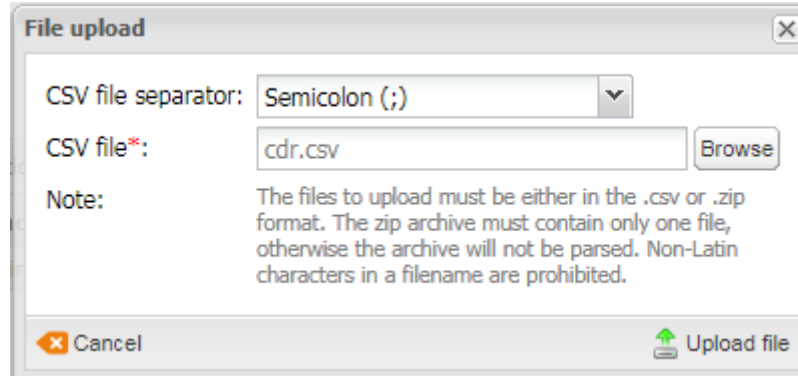 File upload
CSV file separator: Semicolon (;)
CSV file*: cdr.csv Browse
Note: The files to upload must be either in the .csv or .zip
format. The zip archive must contain only one file,
otherwise the archive will not be parsed. Non-Latin
characters in a filename are prohibited.
Cancel Upload file